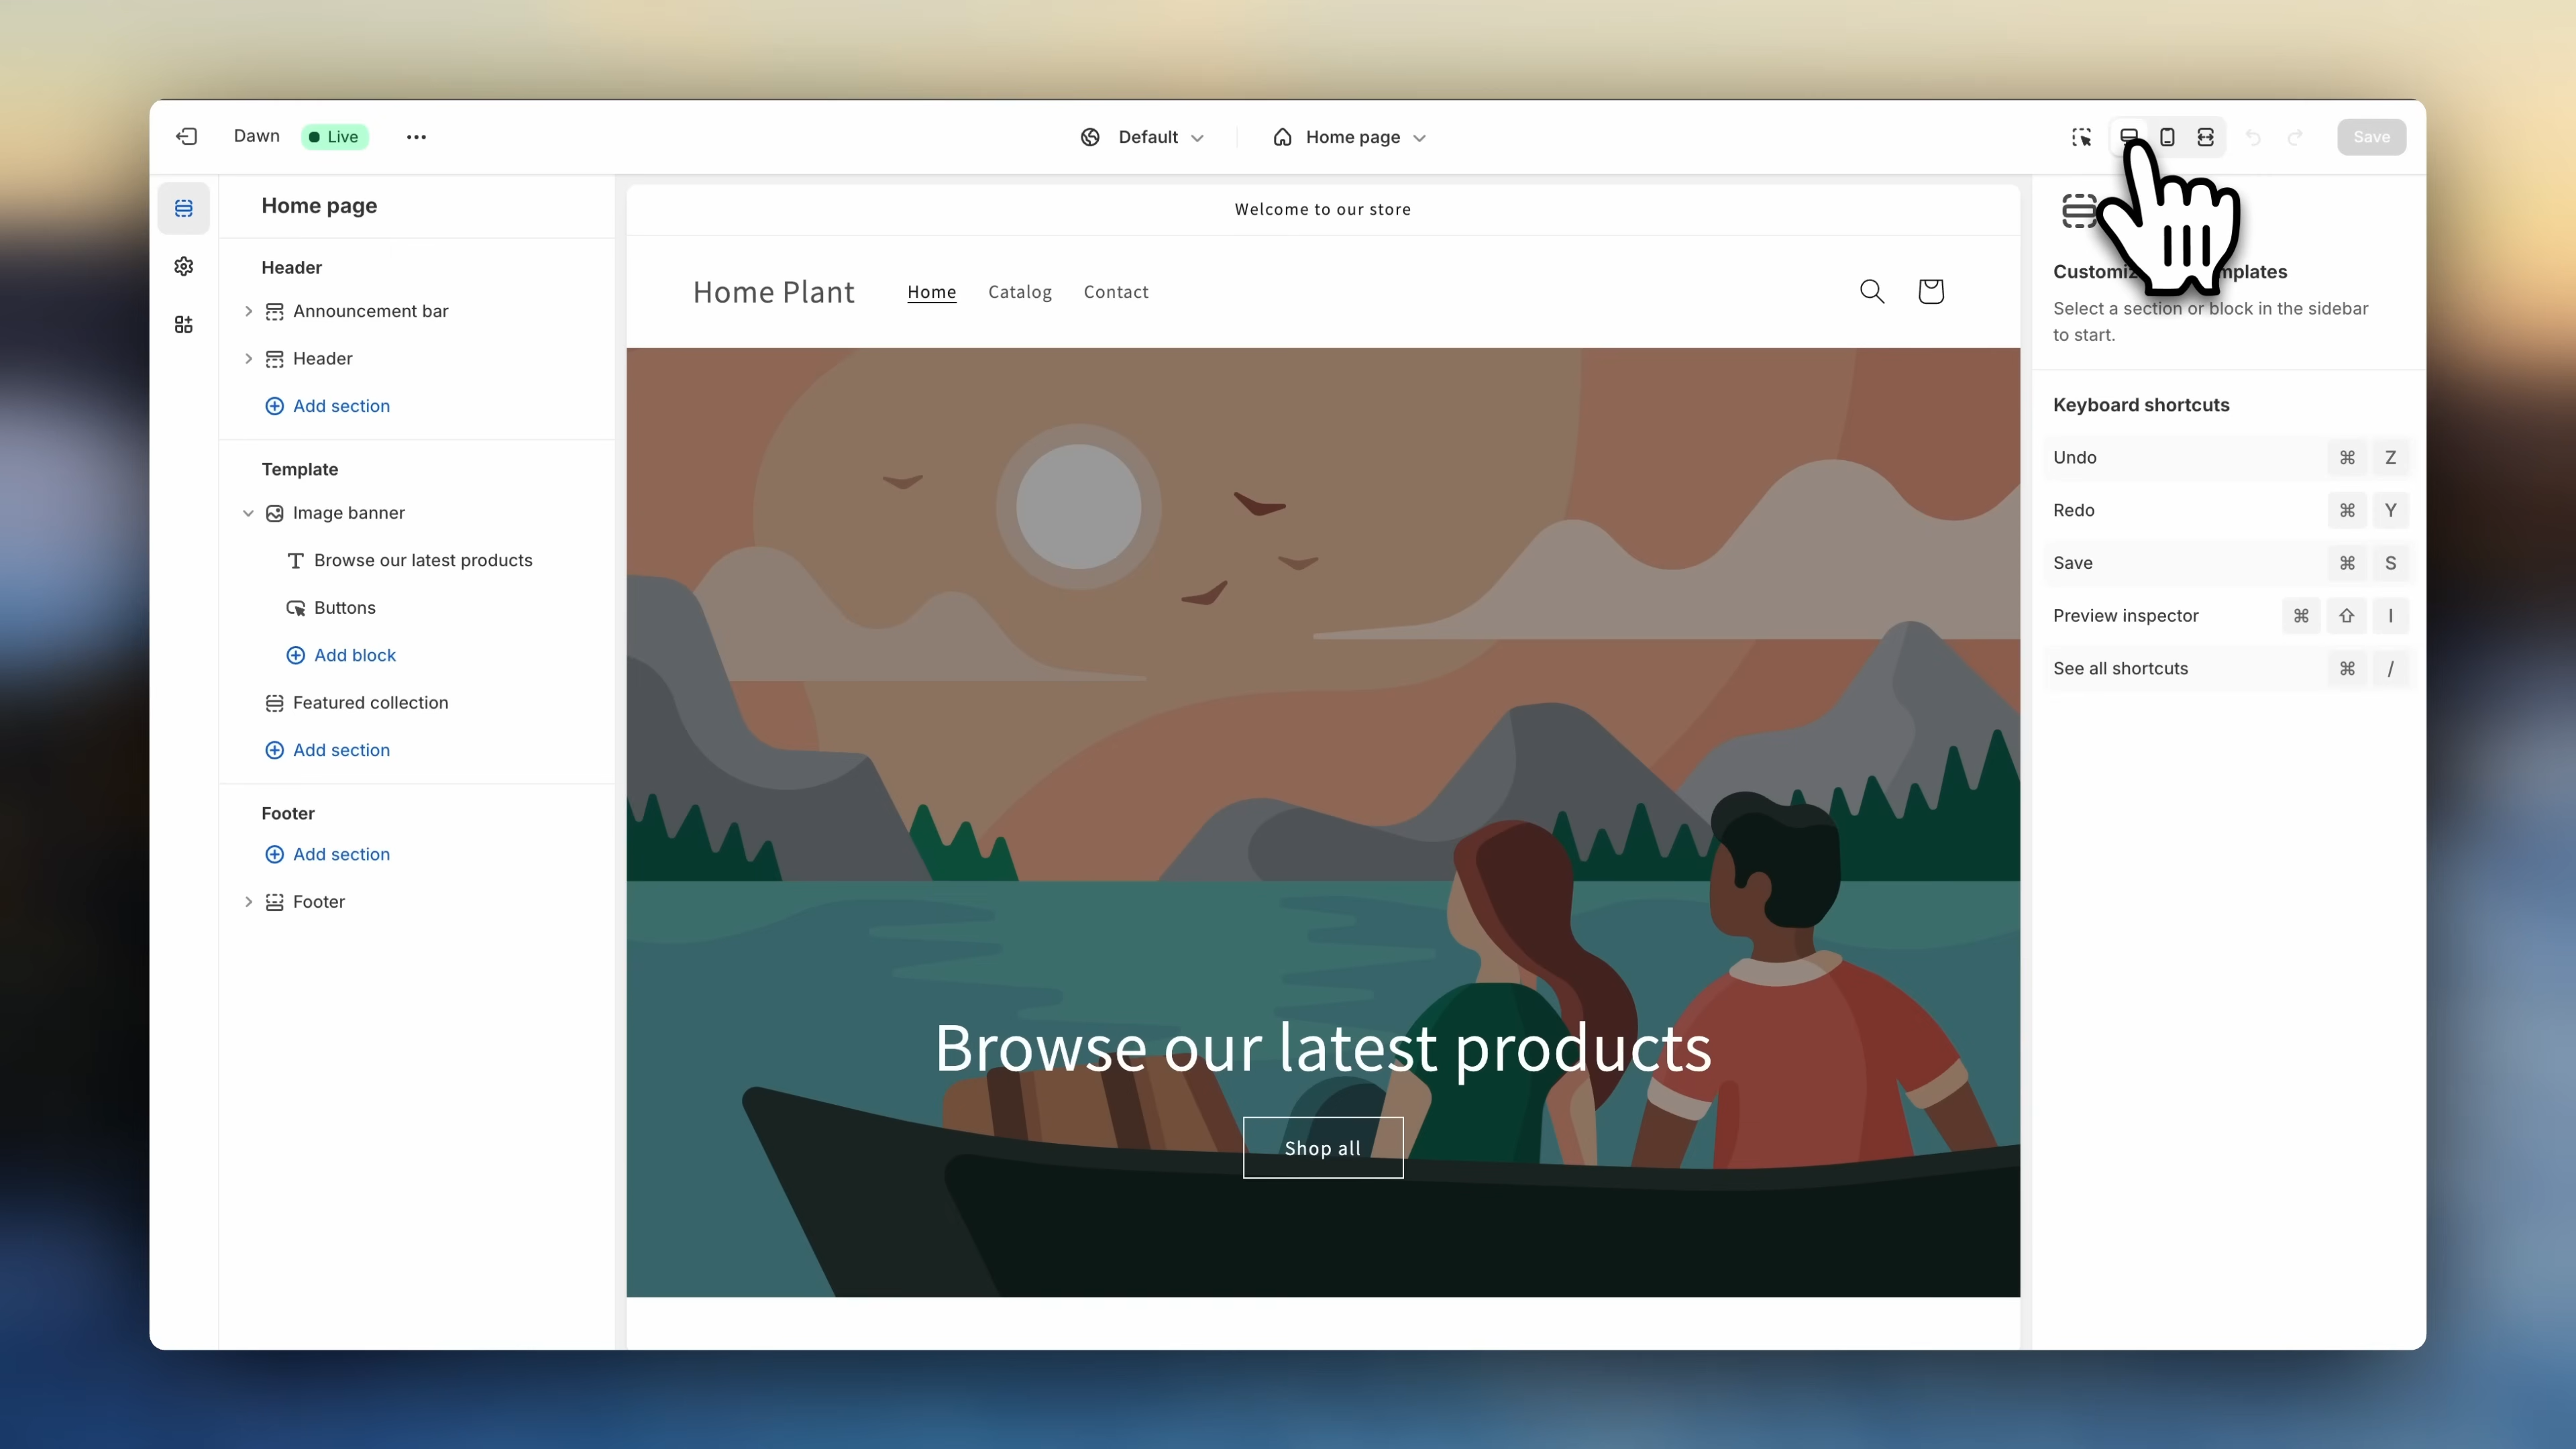 Dawn
Live
Default
Home page
Save
Home page
Header
Announcement bar
Header
Add section
Template
Image banner
Browse our latest products
Buttons
Add block
Featured collection
Add section
Footer
Add section
Footer
Welcome to our store
Home Plant
Home
Catalog
Contact
Browse our latest products
Shop all
Select a section or block in the sidebar
to start.
Keyboard shortcuts
Undo ⌘ Z
Redo ⌘ Y
Save ⌘ S
Preview inspector ⌘ ⇧ I
See all shortcuts ⌘ /